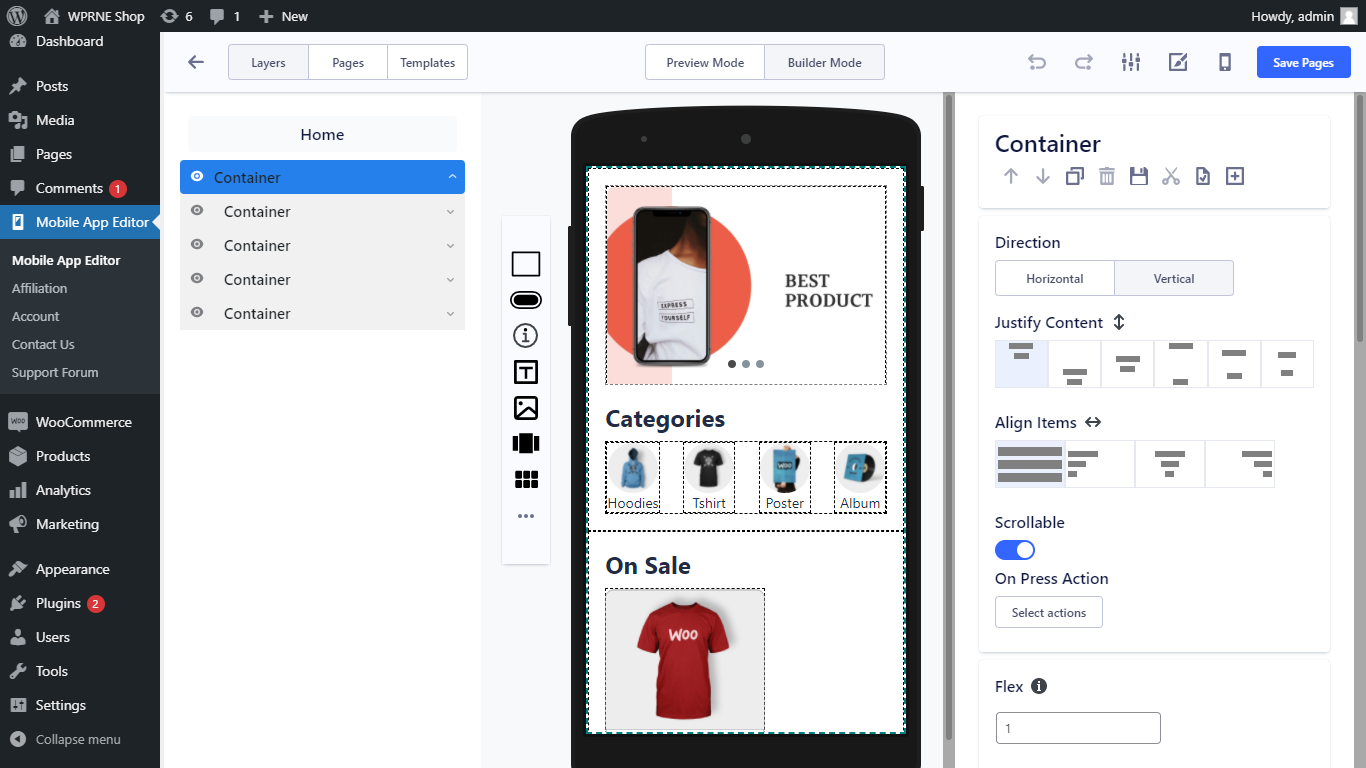 WPRNE Shop
6
1
New
Howdy, admin
Dashboard
Posts
Media
Pages
Comments 1
Mobile App Editor
Mobile App Editor
Affiliation
Account
Contact Us
Support Forum
WooCommerce
Products
Analytics
Marketing
Appearance
Plugins 2
Users
Tools
Settings
Collapse menu
Layers
Pages
Templates
Preview Mode
Builder Mode
Save Pages
Home
Container
Container
Container
Container
Container
EXPRESS
YOURSELF
BEST
PRODUCT
Categories
WOO
Hoodies
Tshirt
Poster
Album
On Sale
WOO
Container
Direction
Horizontal
Vertical
Justify Content
Align Items
Scrollable
On Press Action
Select actions
Flex
1